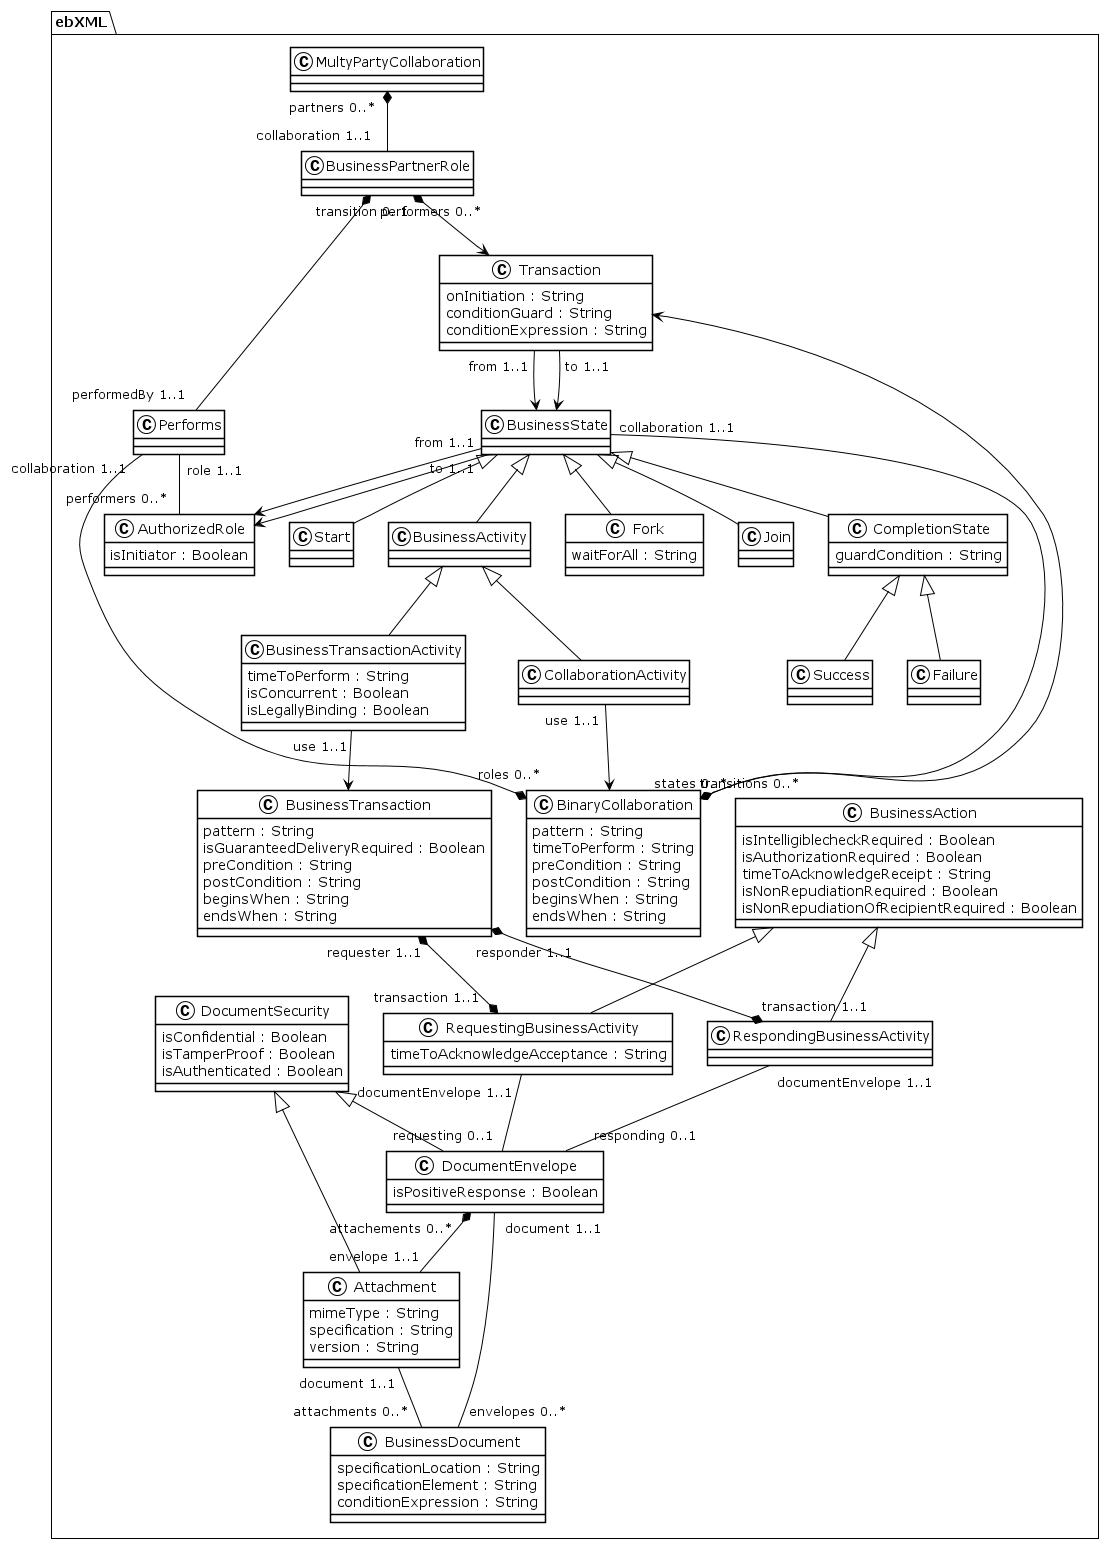 ebXML
C MultyPartyCollaboration
partners 0..*
collaboration 1..1
C BusinessPartnerRole
transition 0..1
performers 0..*
C Transaction
onInitiation : String
conditionGuard : String
conditionExpression : String
from 1..1
to 1..1
performedBy 1..1
C Performs
C BusinessState
collaboration 1..1
from 1..1
to 1..1
collaboration 1..1
role 1..1
performers 0..*
C AuthorizedRole
isInitiator : Boolean
C Start
C BusinessActivity
C Fork
waitForAll : String
C Join
C CompletionState
guardCondition : String
C BusinessTransactionActivity
timeToPerform : String
isConcurrent : Boolean
isLegallyBinding : Boolean
C CollaborationActivity
C Success
C Failure
use 1..1
use 1..1
roles 0..*
states 0..*
transitions 0..*
C BusinessTransaction
pattern : String
isGuaranteedDeliveryRequired : Boolean
preCondition : String
postCondition : String
beginsWhen : String
endsWhen : String
C BinaryCollaboration
pattern : String
timeToPerform : String
preCondition : String
postCondition : String
beginsWhen : String
endsWhen : String
C BusinessAction
isIntelligiblecheckRequired : Boolean
isAuthorizationRequired : Boolean
timeToAcknowledgeReceipt : String
isNonRepudiationRequired : Boolean
isNonRepudiationOfRecipientRequired : Boolean
requester 1..1
responder 1..1
transaction 1..1
transaction 1..1
C DocumentSecurity
isConfidential : Boolean
isTamperProof : Boolean
isAuthenticated : Boolean
C RequestingBusinessActivity
timeToAcknowledgeAcceptance : String
C RespondingBusinessActivity
documentEnvelope 1..1
documentEnvelope 1..1
requesting 0..1
responding 0..1
C DocumentEnvelope
isPositiveResponse : Boolean
attachements 0..*
document 1..1
envelope 1..1
C Attachment
mimeType : String
specification : String
version : String
document 1..1
attachments 0..*
envelopes 0..*
C BusinessDocument
specificationLocation : String
specificationElement : String
conditionExpression : String